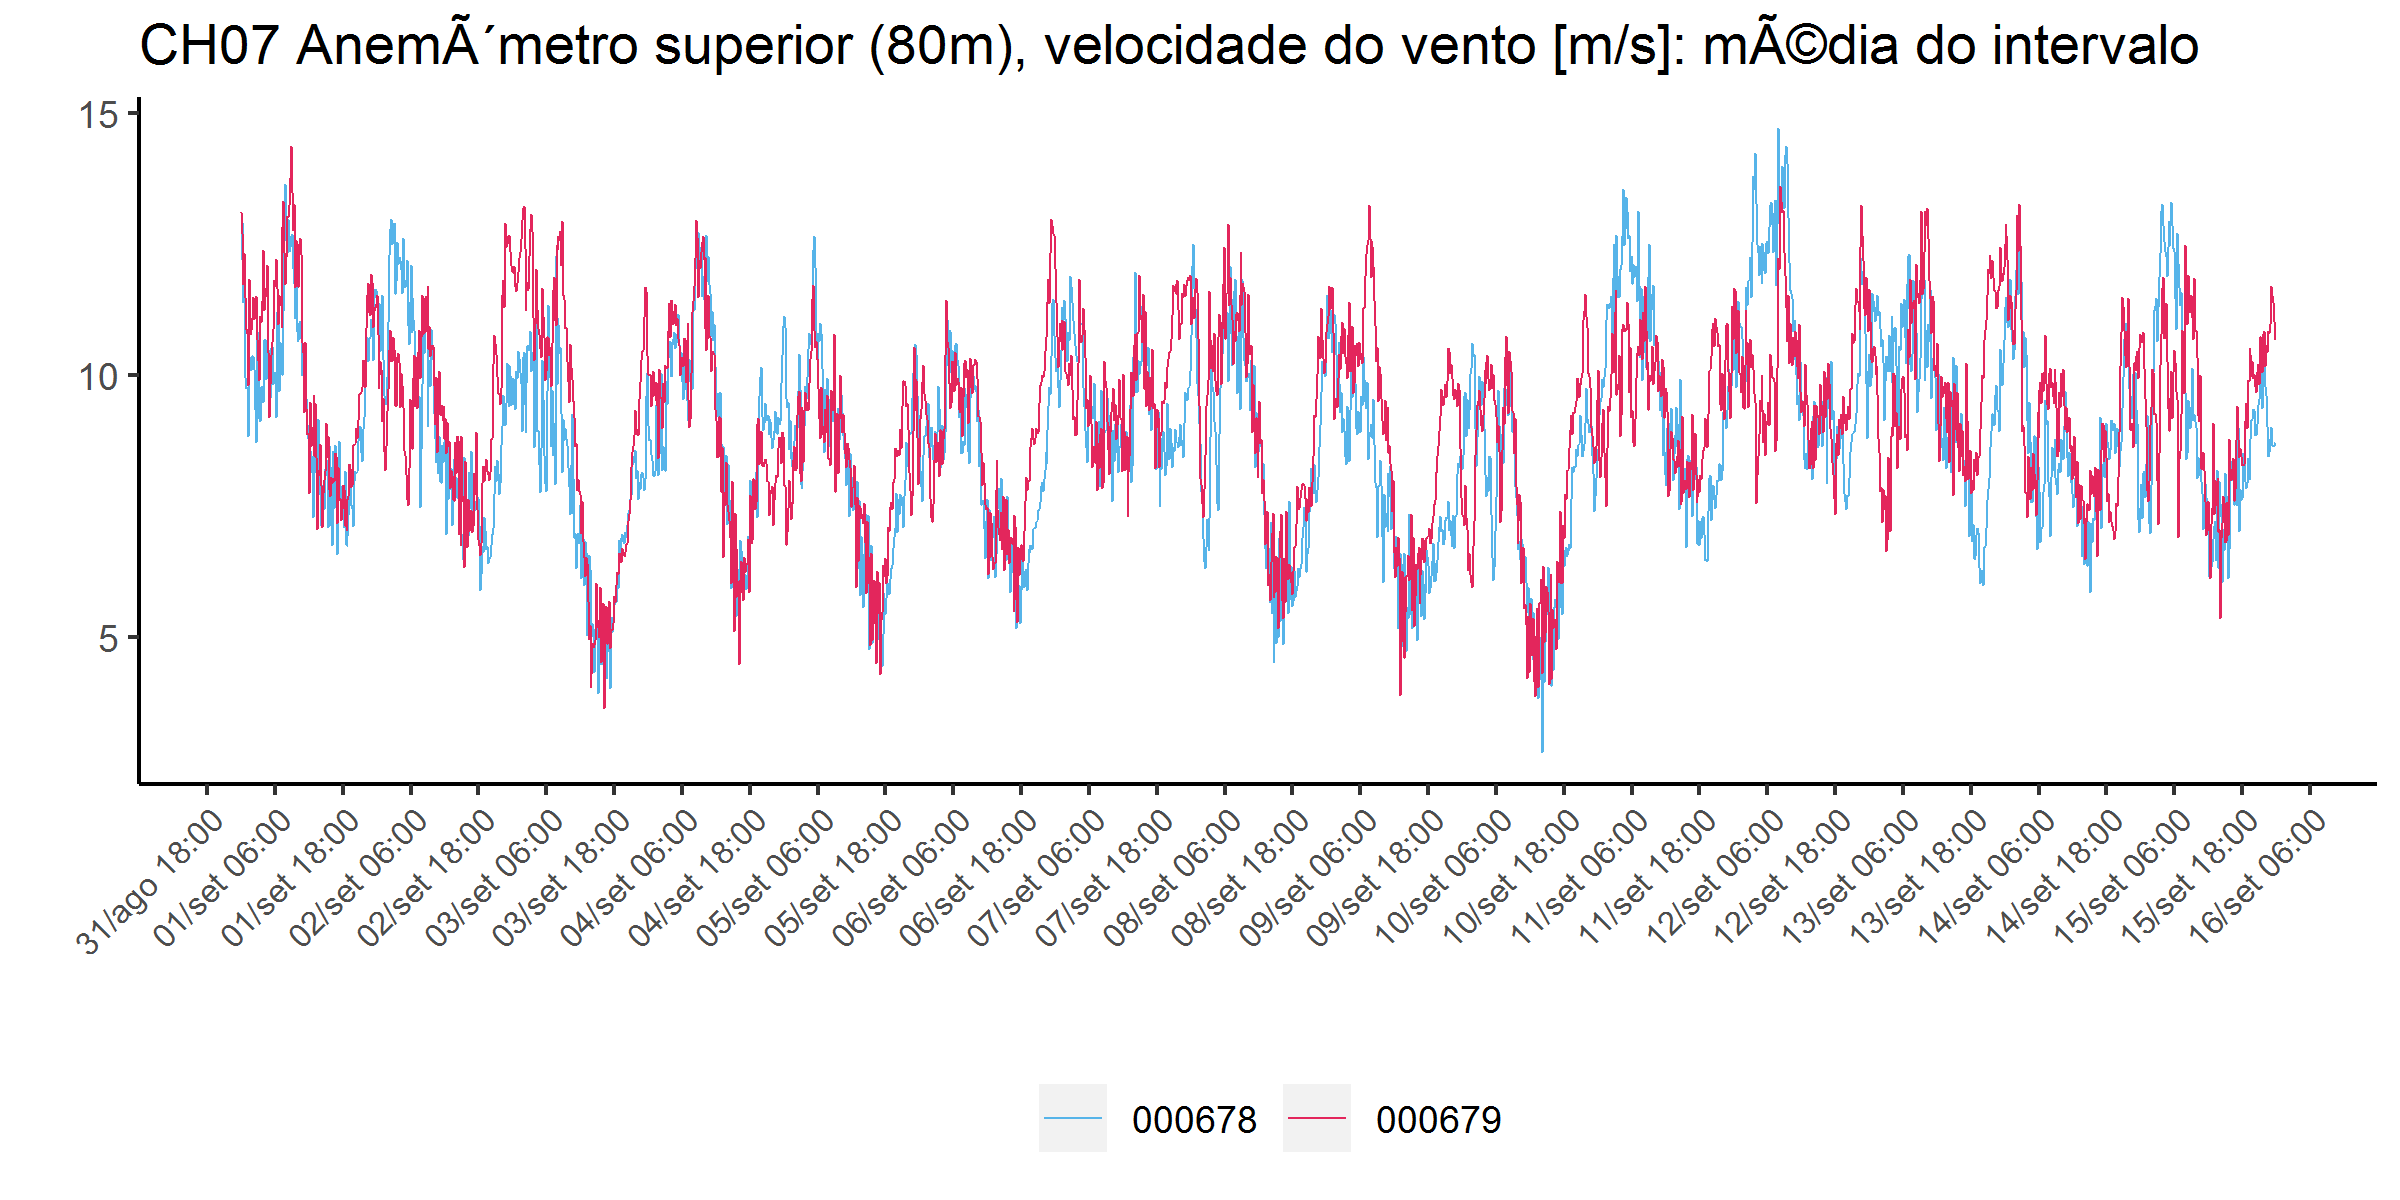 CH07 AnemÃ´metro superior (80m), velocidade do vento [m/s]: mÃ©dia do intervalo
15
10
5
31/ago 18:00
01/set 06:00
01/set 18:00
02/set 06:00
02/set 18:00
03/set 06:00
03/set 18:00
04/set 06:00
04/set 18:00
05/set 06:00
05/set 18:00
06/set 06:00
06/set 18:00
07/set 06:00
07/set 18:00
08/set 06:00
08/set 18:00
09/set 06:00
09/set 18:00
10/set 06:00
10/set 18:00
11/set 06:00
11/set 18:00
12/set 06:00
12/set 18:00
13/set 06:00
13/set 18:00
14/set 06:00
14/set 18:00
15/set 06:00
15/set 18:00
16/set 06:00
000678
000679